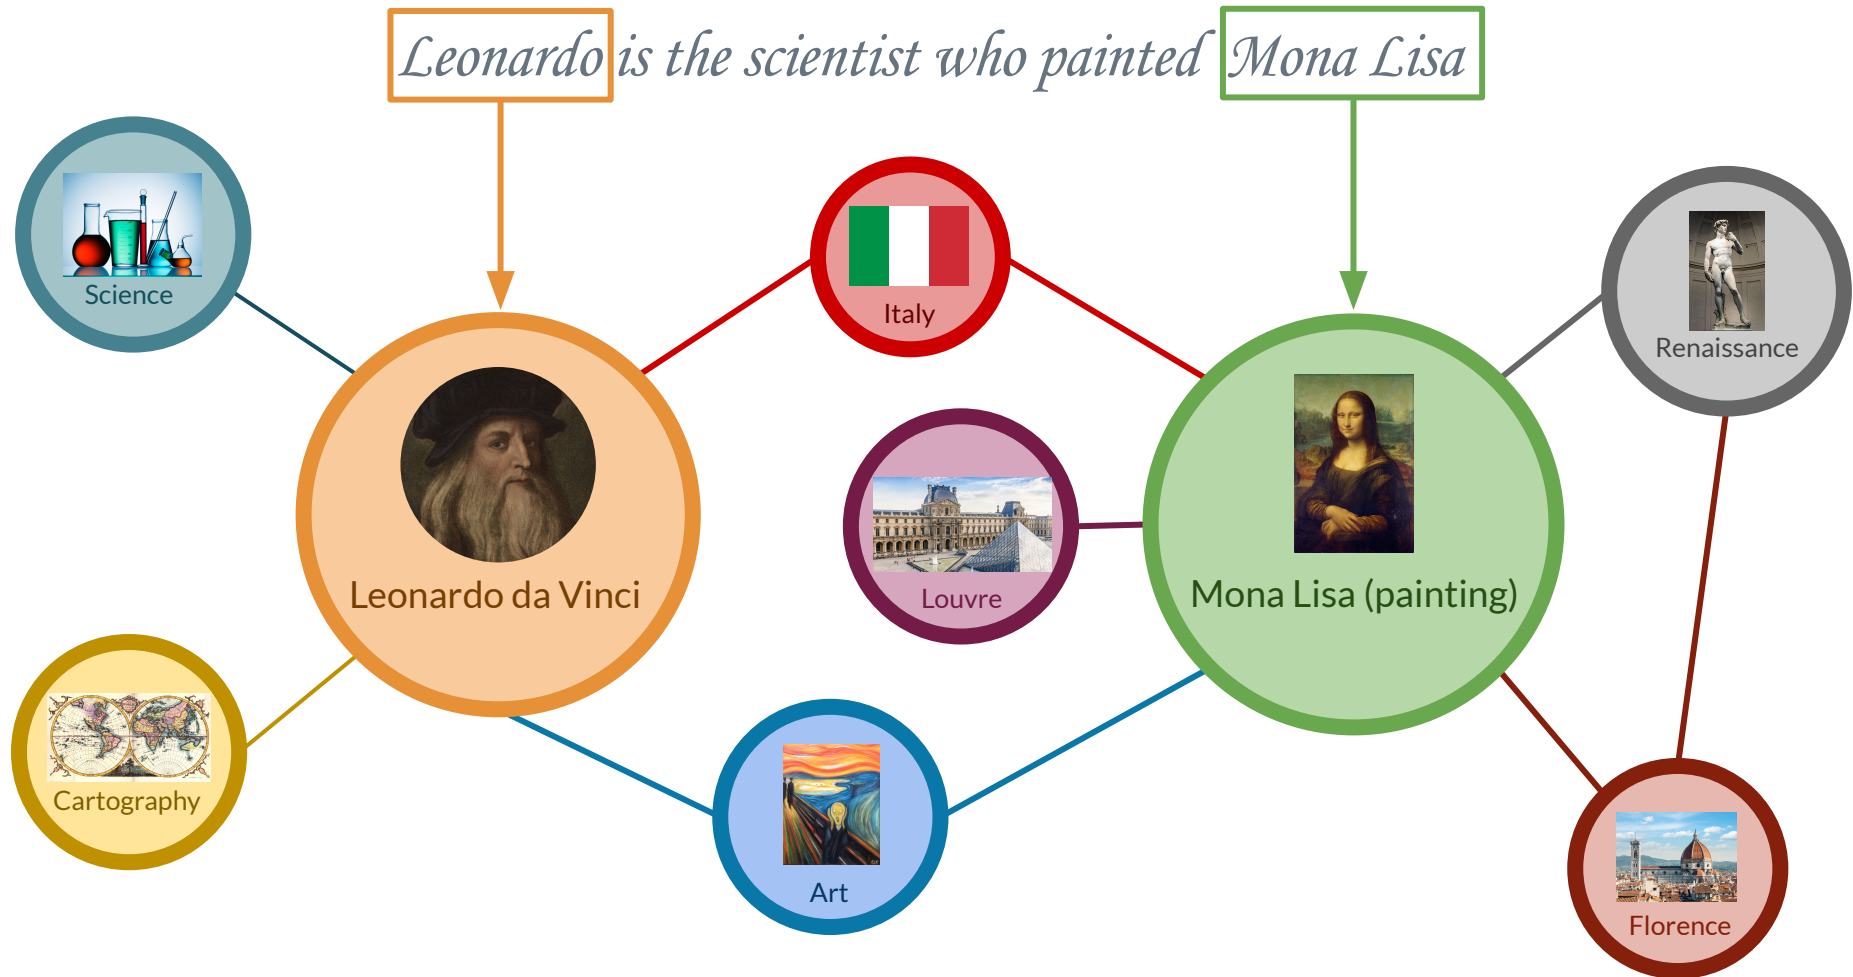 Leonardo is the scientist who painted Mona Lisa
Science
Italy
Renaissance
Leonardo da Vinci
Louvre
Mona Lisa (painting)
Cartography
Art
Florence